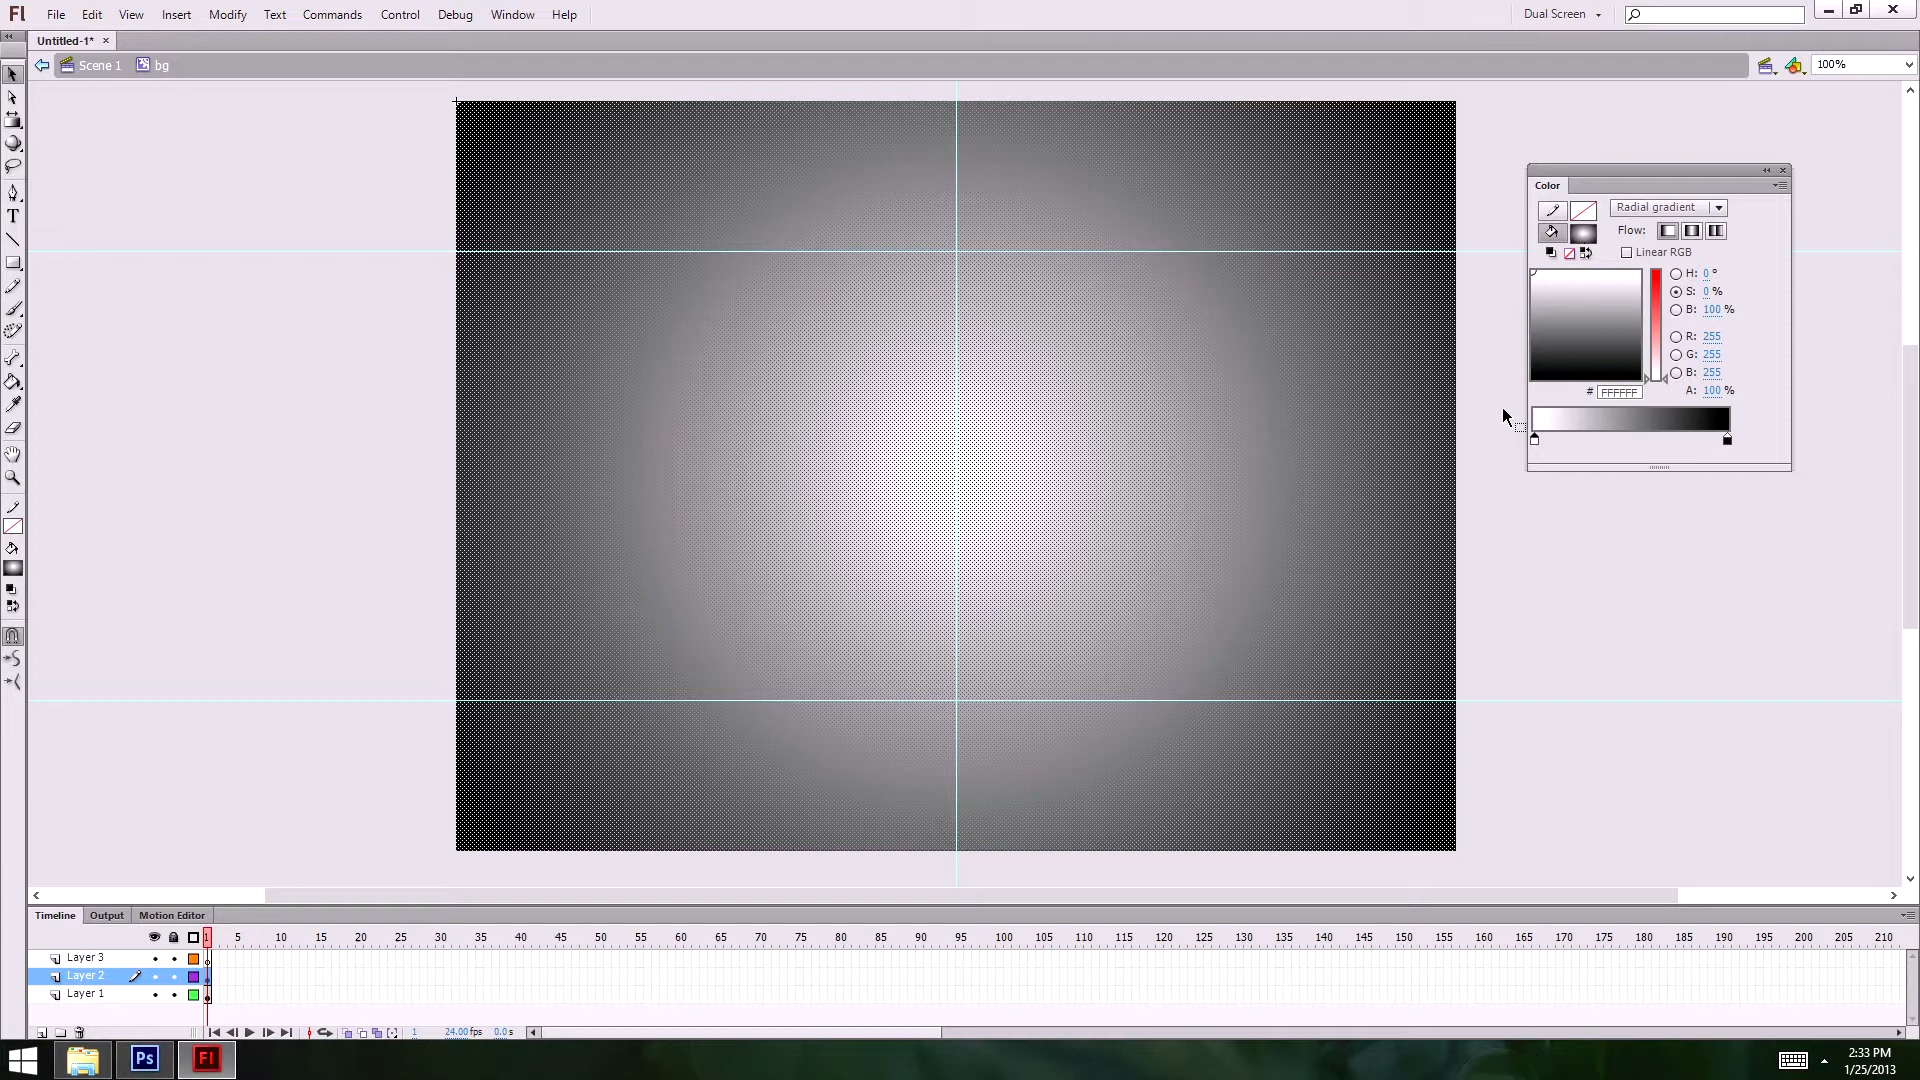 Fl File Edit View Insert Modify Text Commands Control Debug Window Help Dual Screen
Untitled-1* ×
Scene 1 bg 100%
Color
Radial gradient
Flow:
Linear RGB
H: 0 °
S: 0 %
B: 100 %
R: 255
G: 255
B: 255
# FFFFFF A: 100 %
T
Timeline Output Motion Editor
1 5 10 15 20 25 30 35 40 45 50 55 60 65 70 75 80 85 90 95 100 105 110 115 120 125 130 135 140 145 150 155 160 165 170 175 180 185 190 195 200 205 210
Layer 3
Layer 2
Layer 1
1 24.00 fps 0.0 s
Ps Fl 2:33 PM
1/25/2013